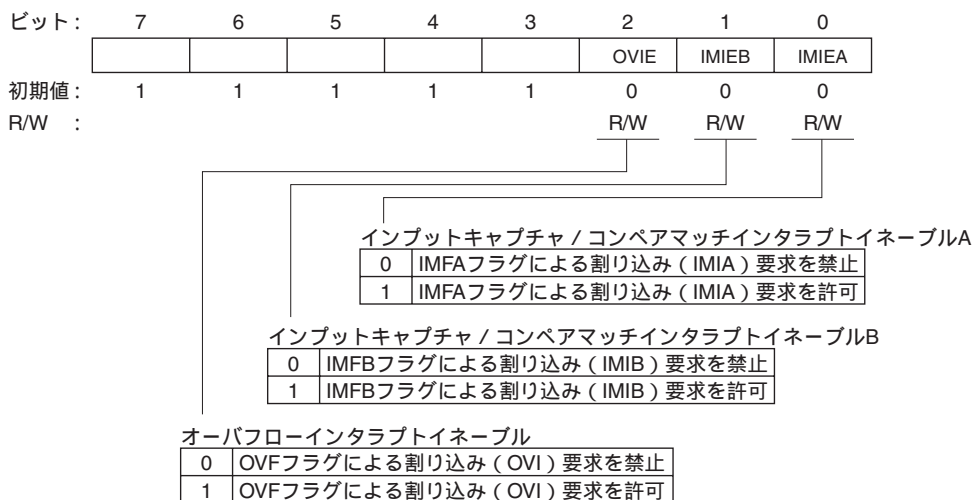 ビット : 7 6 5 4 3 2 1 0
OVIE IMIEB IMIEA
初期値 : 1 1 1 1 1 0 0 0
R/W : R/W R/W R/W
インプットキャプチャ / コンペアマッチインタラプトイネーブルA
0 IMFAフラグによる割り込み ( IMIA ) 要求を禁止
1 IMFAフラグによる割り込み ( IMIA ) 要求を許可
インプットキャプチャ / コンペアマッチインタラプトイネーブルB
0 IMFBフラグによる割り込み ( IMIB ) 要求を禁止
1 IMFBフラグによる割り込み ( IMIB ) 要求を許可
オーバフローインタラプトイネーブル
0 OVFフラグによる割り込み ( OVI ) 要求を禁止
1 OVFフラグによる割り込み ( OVI ) 要求を許可